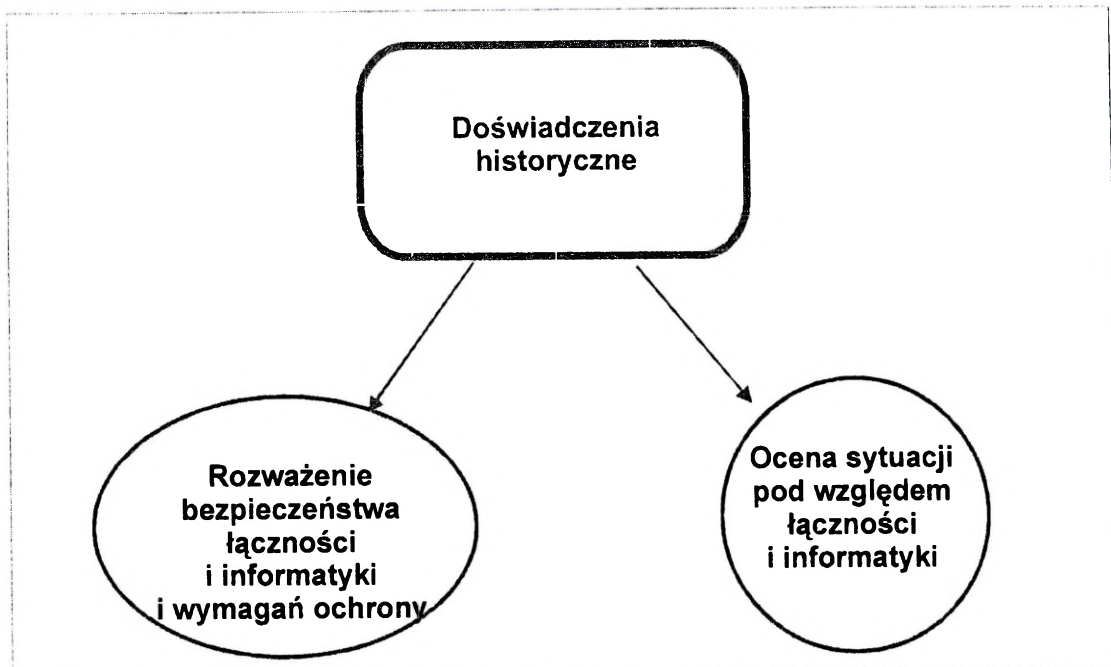 Doświadczenia
historyczne
Rozważenie
bezpieczeństwa
łączności
i informatyki
i wymagań ochrony
Ocena sytuacji
pod względem
łączności
i informatyki